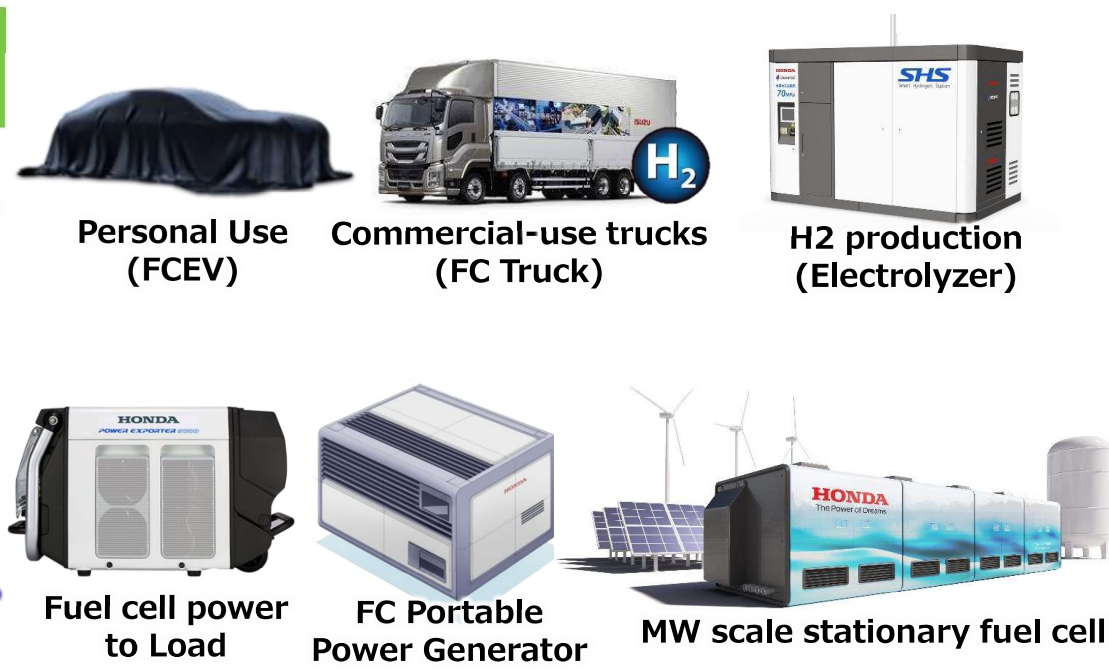 SHS
Smart Hydrogen Station
HONDA
70MPa
ISUZU
H2
Personal Use
(FCEV)
Commercial-use trucks
(FC Truck)
H2 production
(Electrolyzer)
HONDA
POWER EXPORTER 9000
HONDA
HONDA
The Power of Dreams
Fuel cell power
to Load
FC Portable
Power Generator
MW scale stationary fuel cell